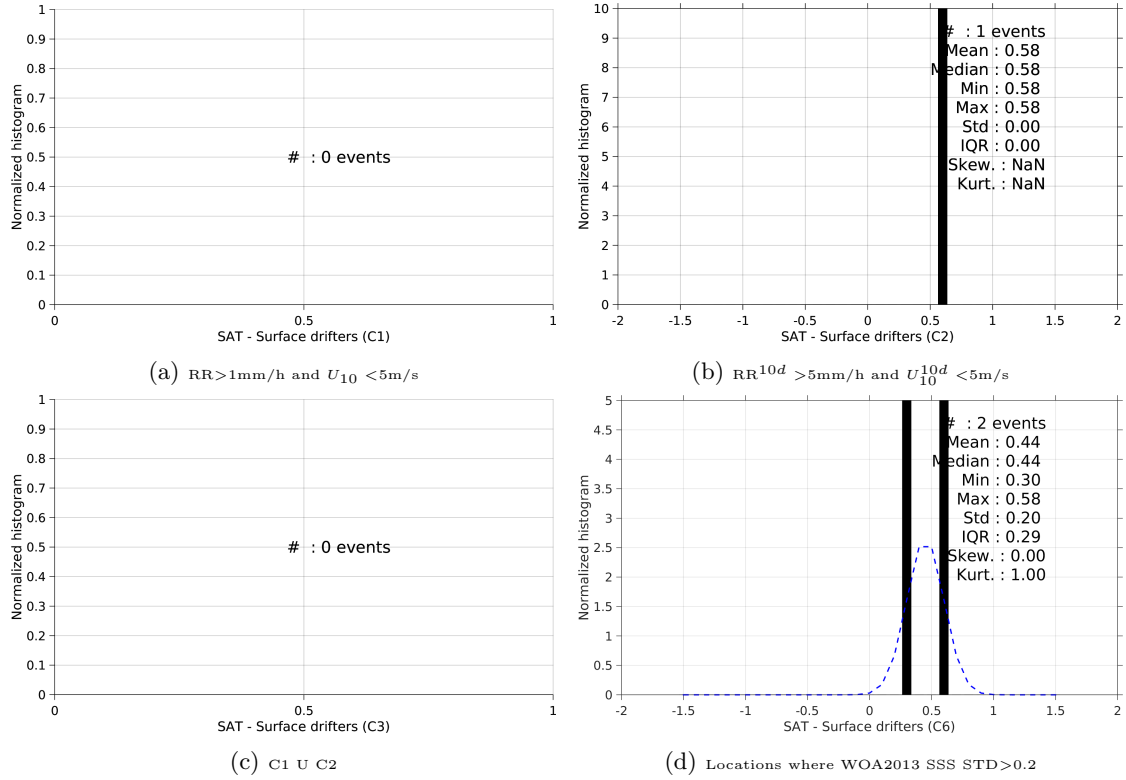 1
0.9
0.8
0.7
0.6
0.5
0.4
0.3
0.2
0.1
0
Normalized histogram
# : 0 events
0 0.5 1
SAT - Surface drifters (C1)
(a) RR>1mm/h and U10 <5m/s
10
9
8
7
6
5
4
3
2
1
0
Normalized histogram
# : 1 events
Mean : 0.58
Median : 0.58
Min : 0.58
Max : 0.58
Std : 0.00
IQR : 0.00
Skew. : NaN
Kurt. : NaN
-2 -1.5 -1 -0.5 0 0.5 1 1.5 2
SAT - Surface drifters (C2)
(b) RR10d >5mm/h and U10d10 <5m/s
1
0.9
0.8
0.7
0.6
0.5
0.4
0.3
0.2
0.1
0
Normalized histogram
# : 0 events
0 0.5 1
SAT - Surface drifters (C3)
(c) C1 U C2
5
4.5
4
3.5
3
2.5
2
1.5
1
0.5
0
Normalized histogram
# : 2 events
Mean : 0.44
Median : 0.44
Min : 0.30
Max : 0.58
Std : 0.20
IQR : 0.29
Skew. : 0.00
Kurt. : 1.00
-2 -1.5 -1 -0.5 0 0.5 1 1.5 2
SAT - Surface drifters (C6)
(d) Locations where WOA2013 SSS STD>0.2